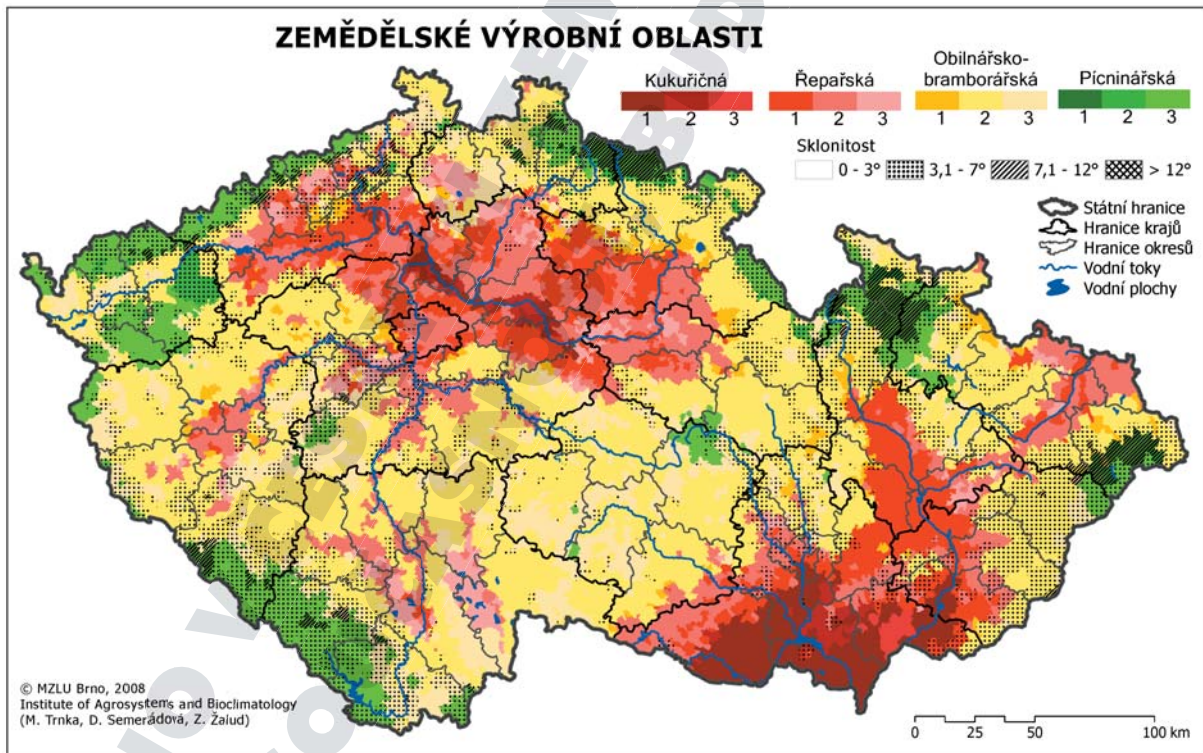 ZEMĚDĚLSKÉ VÝROBNÍ OBLASTI
Kukuřičná
1 2 3
Řepařská
1 2 3
Obilnářsko-
bramborářská
1 2 3
Pícninářská
1 2 3
Sklonitost
0 - 3° 3,1 - 7° 7,1 - 12° > 12°
Státní hranice
Hranice krajů
Hranice okresů
Vodní toky
Vodní plochy
© MZLU Brno, 2008
Institute of Agrosystems and Bioclimatology
(M. Trnka, D. Semerádová, Z. Žalud)
0 12,5 25 50 100 km